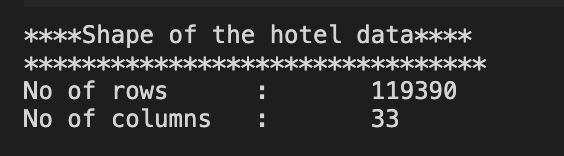 ****Shape of the hotel data****
********************************
No of rows : 119390
No of columns : 33